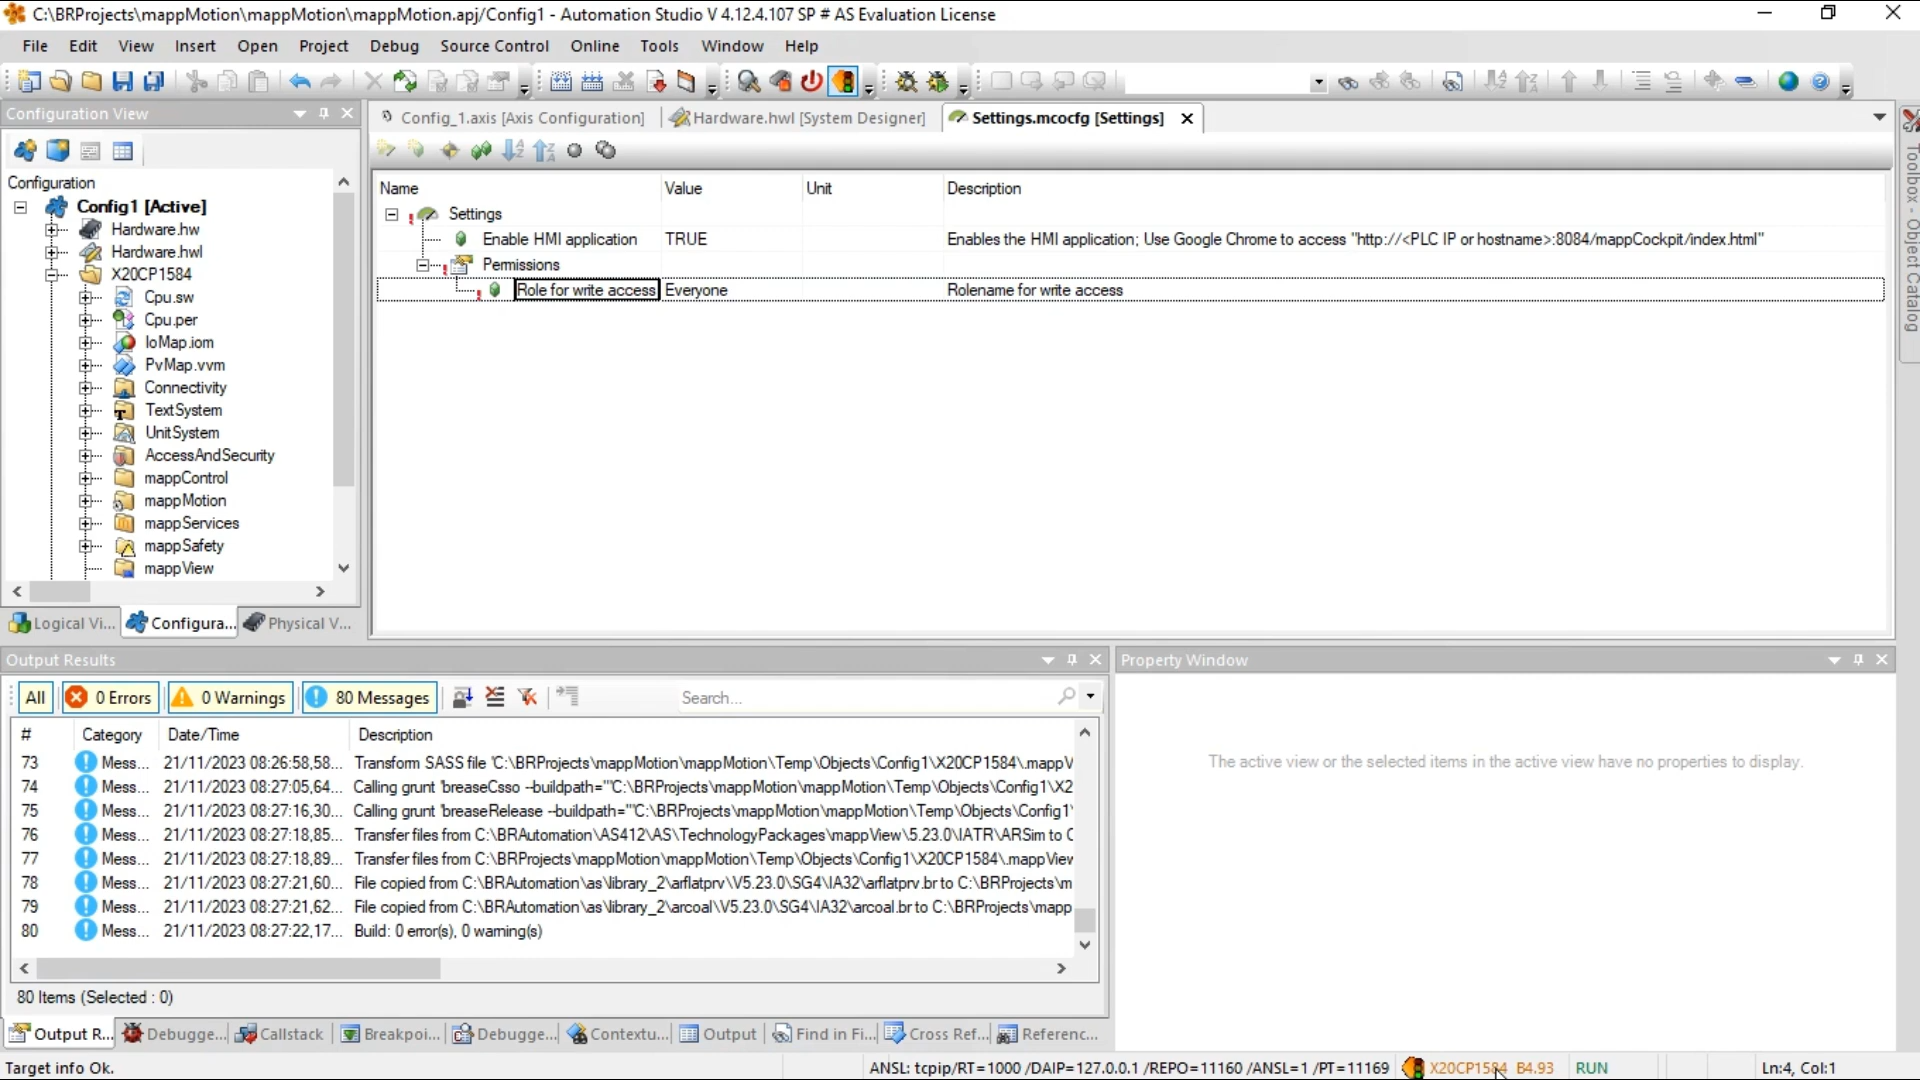 C:\BRProjects\mappMotion\mappMotion\mappMotion.apj/Config1 - Automation Studio V 4.12.4.107 SP # AS Evaluation License
File Edit View Insert Open Project Debug Source Control Online Tools Window Help
Configuration View
Config_1.axis [Axis Configuration]
Hardware.hwl [System Designer]
Settings.mcocfg [Settings]
Toolbox - Object Catalog
Configuration
Config1 [Active]
Hardware.hw
Hardware.hwl
X20CP1584
Cpu.sw
Cpu.per
IoMap.iom
PvMap.vvm
Connectivity
TextSystem
UnitSystem
AccessAndSecurity
mappControl
mappMotion
mappServices
mappSafety
mappView
Logical Vi... Configura... Physical V...
Name Value Unit Description
Settings
Enable HMI application TRUE Enables the HMI application; Use Google Chrome to access "http://<PLC IP or hostname>:8084/mappCockpit/index.html"
Permissions
Role for write access Everyone Rolename for write access
Output Results
All 0 Errors 0 Warnings 80 Messages Search...
# Category Date/Time Description
73 Mess... 21/11/2023 08:26:58,58... Transform SASS file 'C:\BRProjects\mappMotion\mappMotion\Temp\Objects\Config1\X20CP1584\.mappV
74 Mess... 21/11/2023 08:27:05,64... Calling grunt 'breaseCsso --buildpath="'C:\BRProjects\mappMotion\mappMotion\Temp\Objects\Config1\X2
75 Mess... 21/11/2023 08:27:16,30... Calling grunt 'breaseRelease --buildpath="'C:\BRProjects\mappMotion\mappMotion\Temp\Objects\Config1'
76 Mess... 21/11/2023 08:27:18,85... Transfer files from C:\BRAutomation\AS412\AS\TechnologyPackages\mappView\5.23.0\IATR\ARSim to C
77 Mess... 21/11/2023 08:27:18,89... Transfer files from C:\BRProjects\mappMotion\mappMotion\Temp\Objects\Config1\X20CP1584\.mappView
78 Mess... 21/11/2023 08:27:21,60... File copied from C:\BRAutomation\as\library_2\arflatprv\V5.23.0\SG4\IA32\arflatprv.br to C:\BRProjects\m
79 Mess... 21/11/2023 08:27:21,62... File copied from C:\BRAutomation\as\library_2\arcoal\V5.23.0\SG4\IA32\arcoal.br to C:\BRProjects\mapp
80 Mess... 21/11/2023 08:27:22,17... Build: 0 error(s), 0 warning(s)
80 Items (Selected : 0)
Output R... Debugge... Callstack Breakpoi... Debugge... Contextu... Output Find in Fi... Cross Ref... Referenc...
Property Window
The active view or the selected items in the active view have no properties to display.
Target info Ok.
ANSL: tcpip/RT=1000 /DAIP=127.0.0.1 /REPO=11160 /ANSL=1 /PT=11169 X20CP1584 B4.93 RUN Ln:4, Col:1